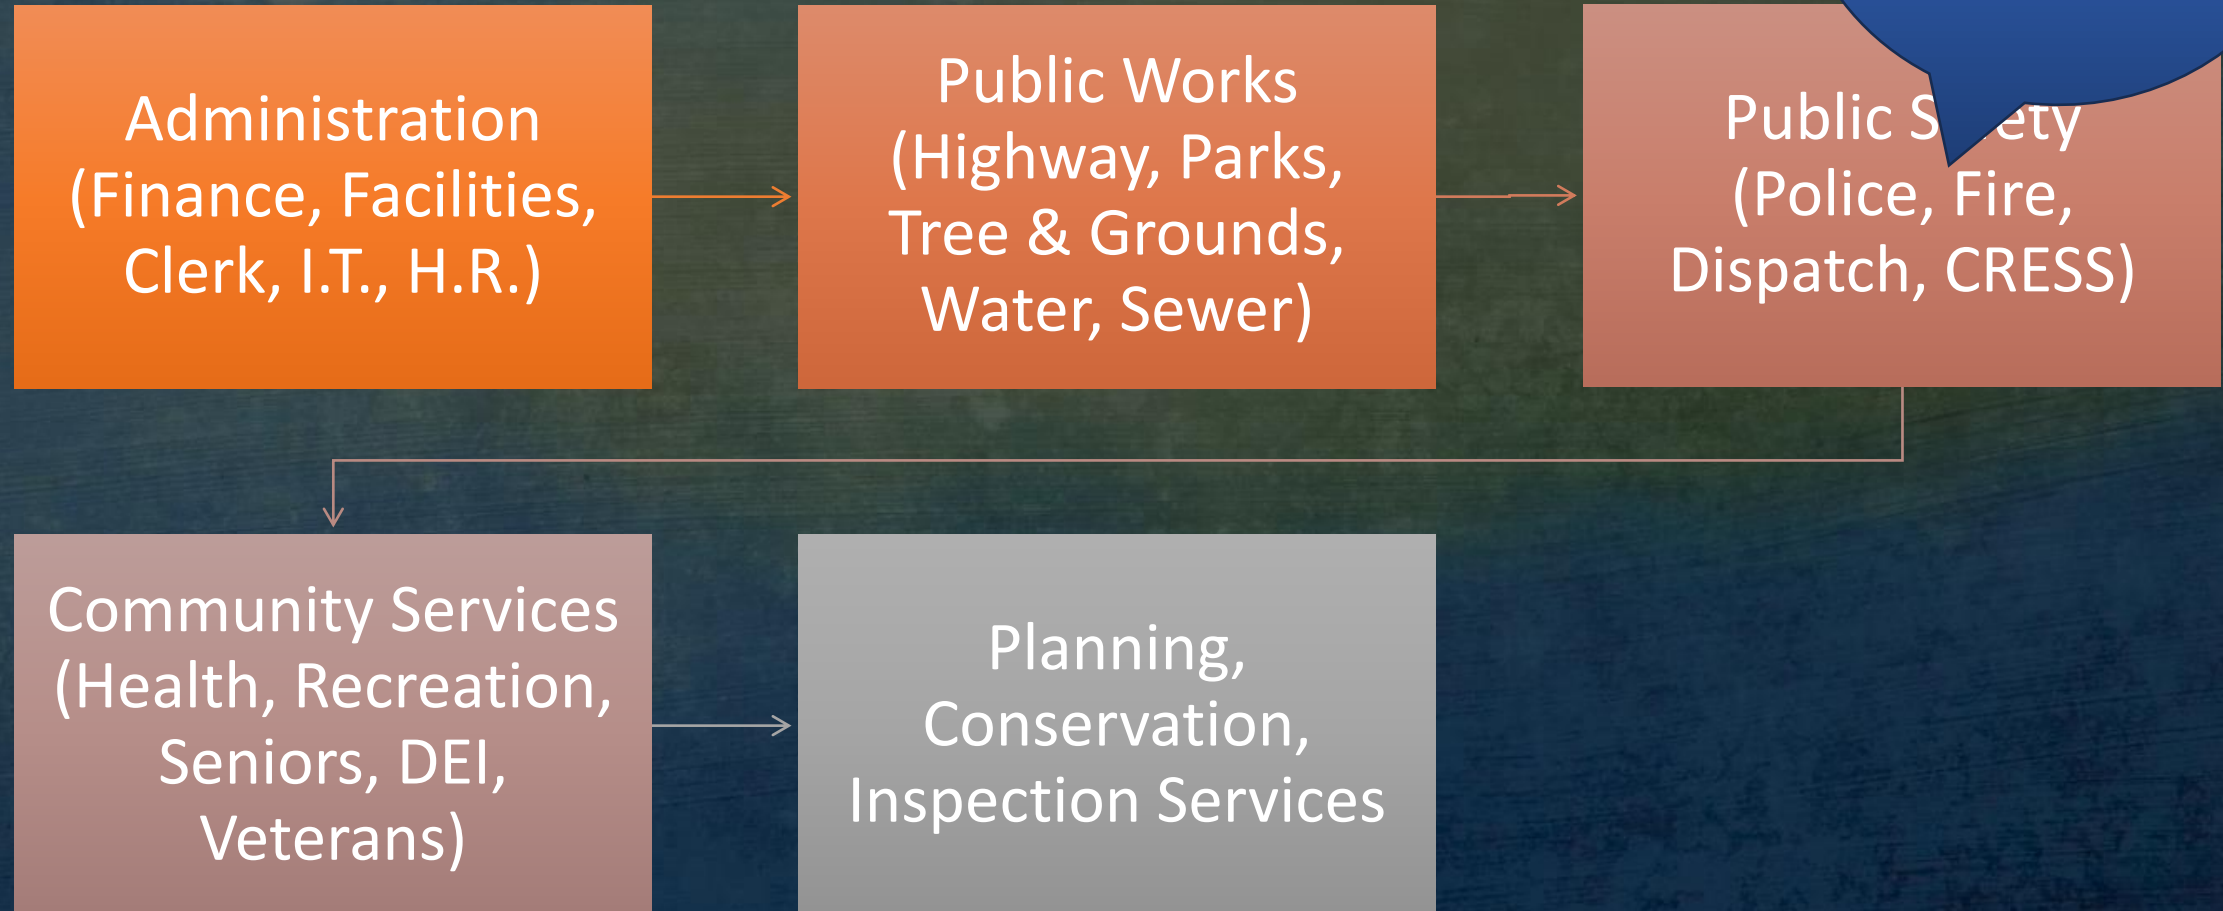 Administration
(Finance, Facilities,
Clerk, I.T., H.R.)
Public Works
(Highway, Parks,
Tree & Grounds,
Water, Sewer)
Public Safety
(Police, Fire,
Dispatch, CRESS)
Community Services
(Health, Recreation,
Seniors, DEI,
Veterans)
Planning,
Conservation,
Inspection Services